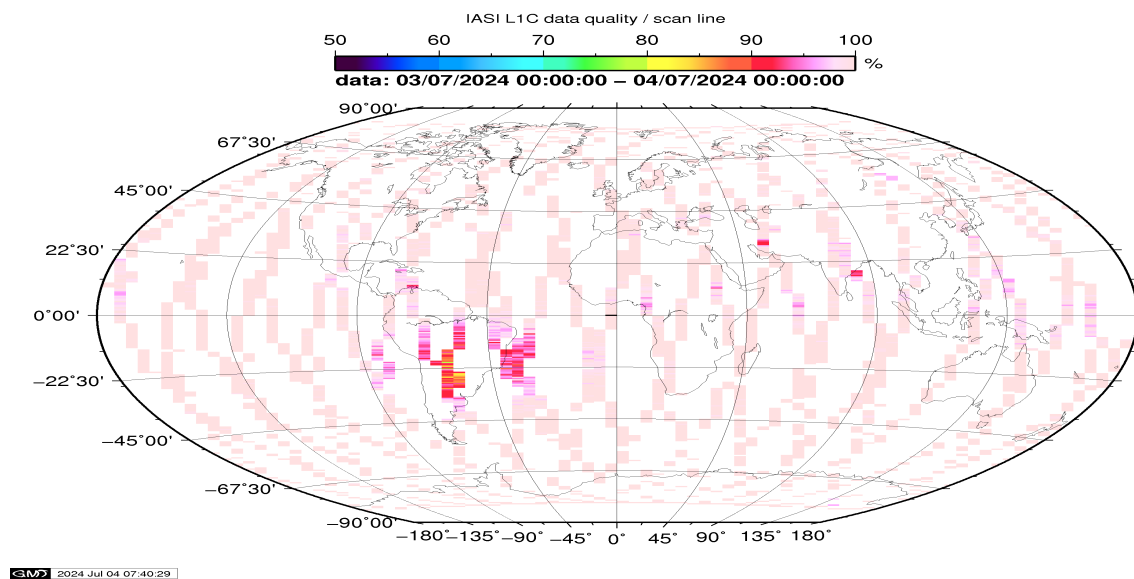 IASI L1C data quality / scan line
50 60 70 80 90 100
%
data: 03/07/2024 00:00:00 − 04/07/2024 00:00:00
90˚00'
67˚30'
45˚00'
22˚30'
0˚00'
−22˚30'
−45˚00'
−67˚30'
−90˚00'
−180˚ −135˚ −90˚ −45˚ 0˚ 45˚ 90˚ 135˚ 180˚
GMT 2024 Jul 04 07:40:29